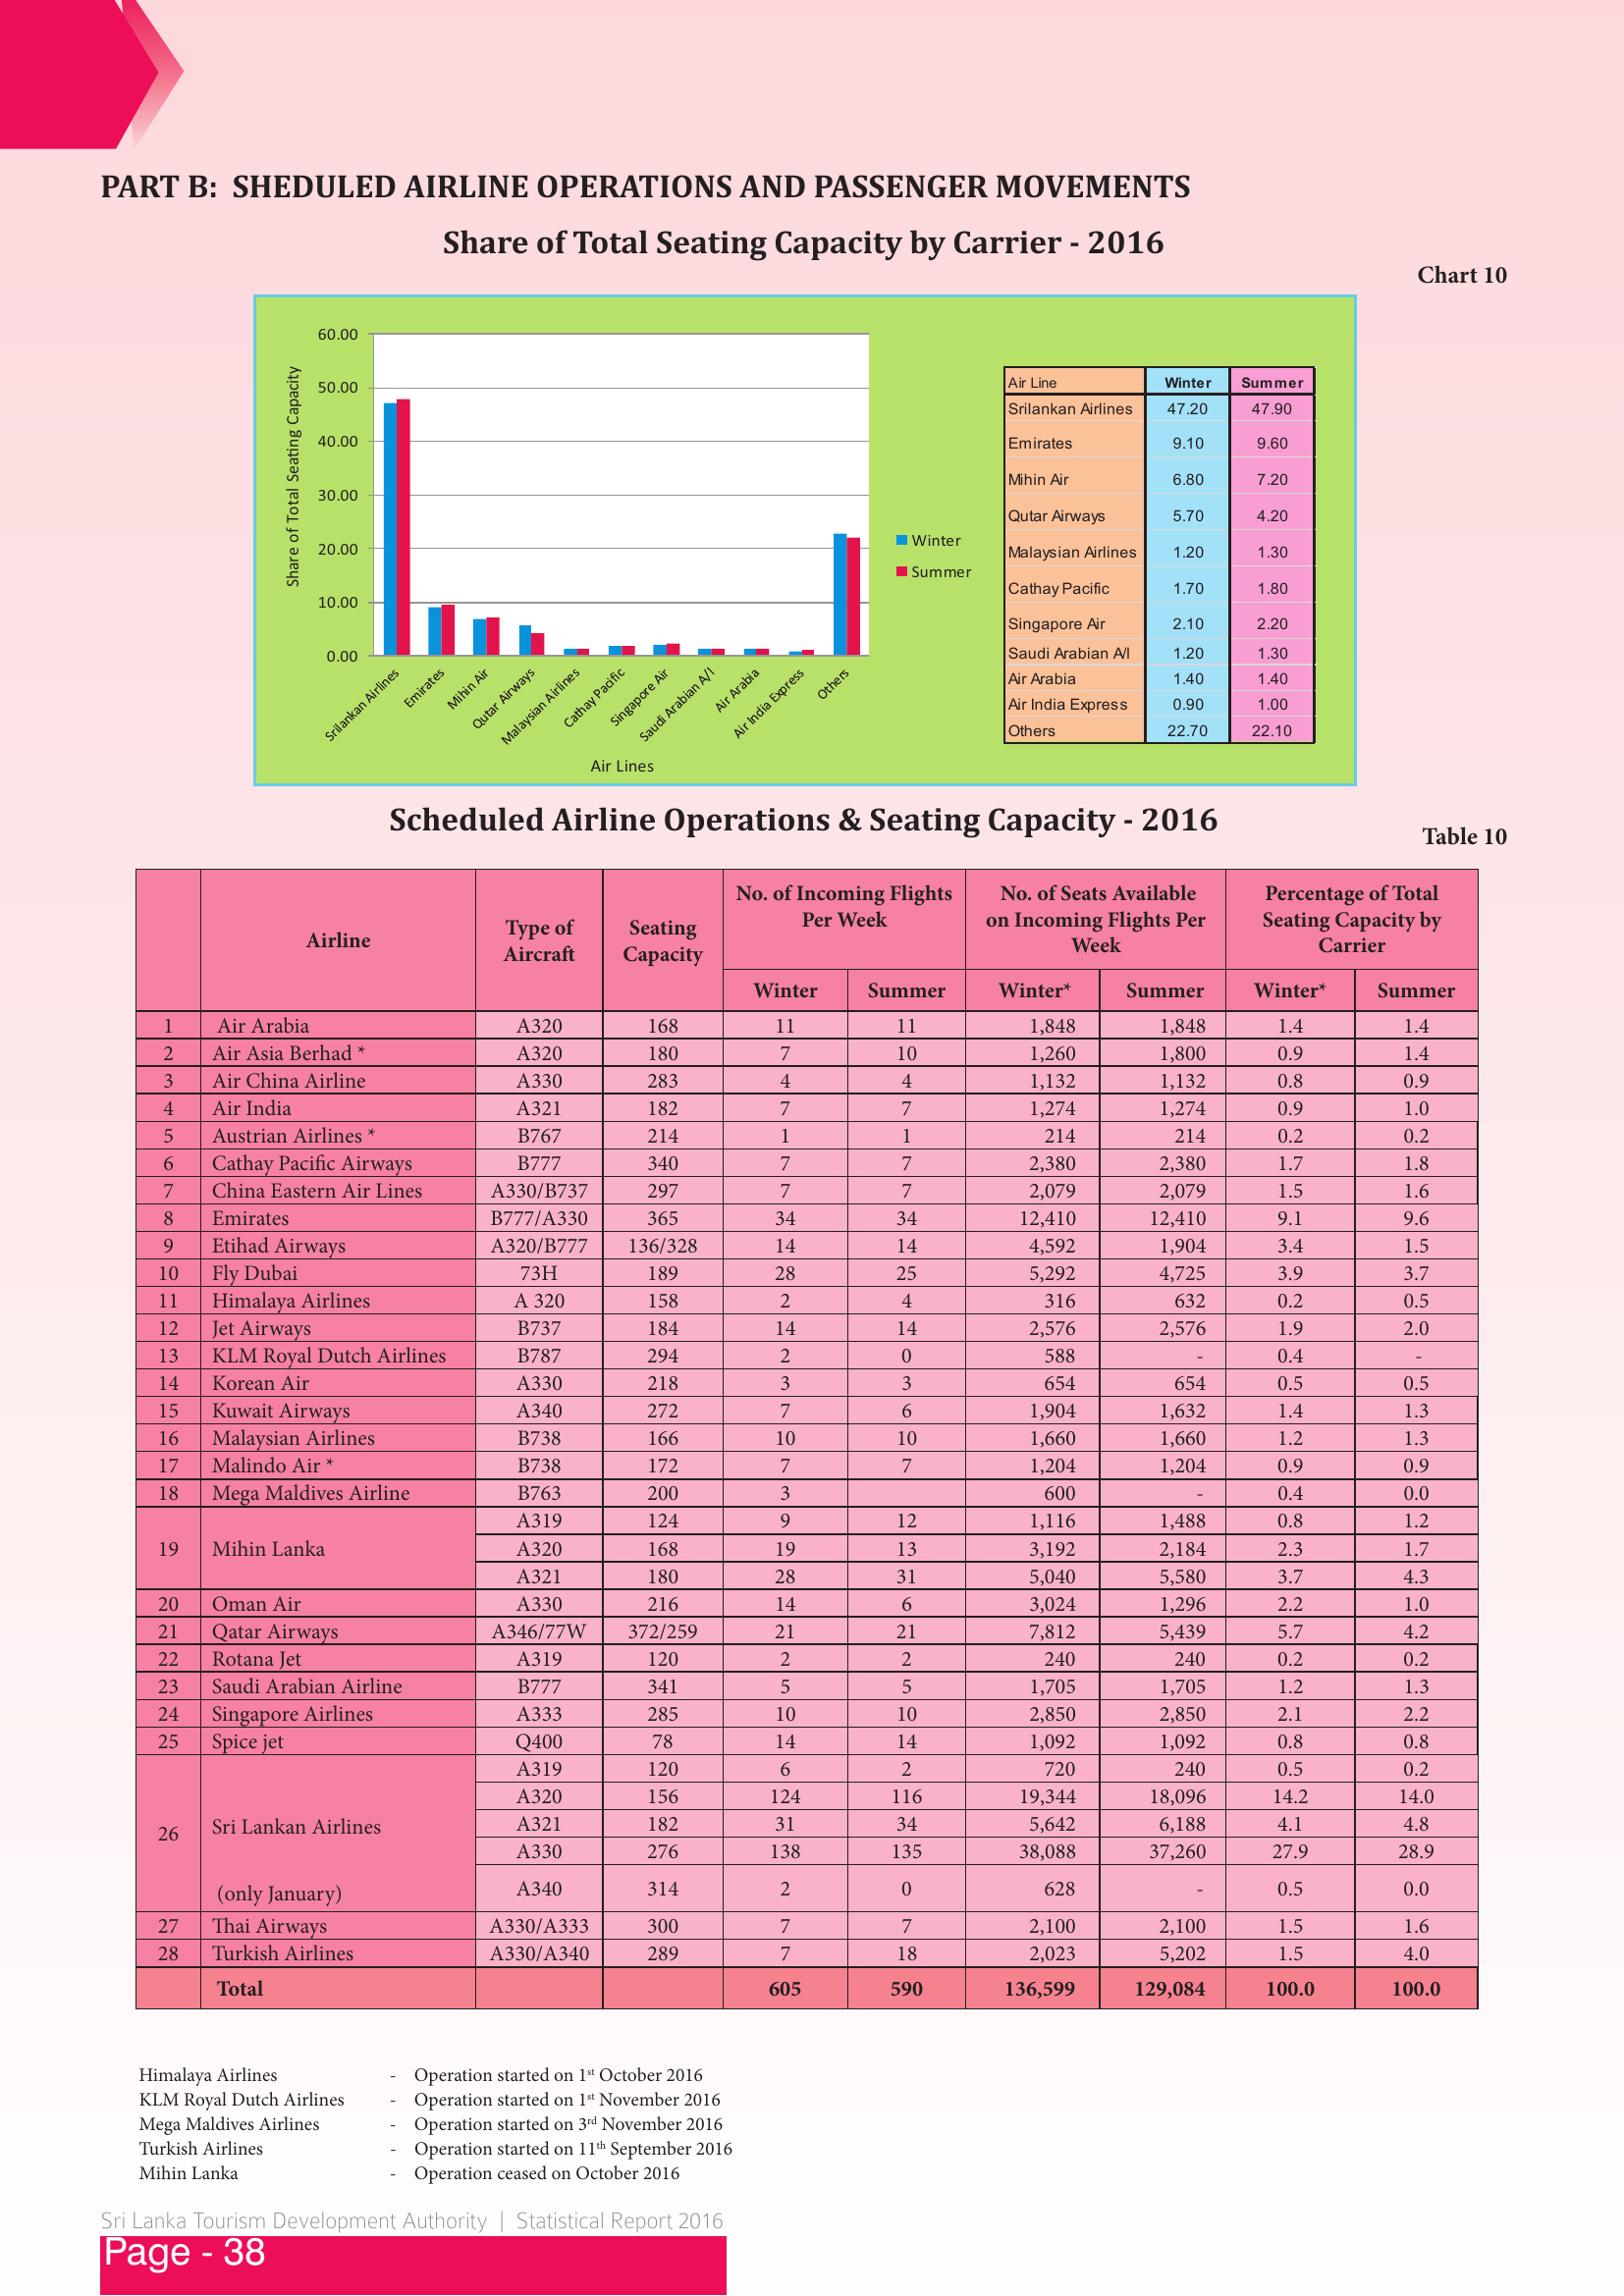 PART B:  SHEDULED AIRLINE OPERATIONS AND PASSENGER MOVEMENTS
Share of Total Seating Capacity by Carrier - 2016
Chart 10
Share of Total Seating Capacity
60.00
50.00
40.00
30.00
20.00
10.00
0.00
Srilankan Airlines
Emirates
Mihin Air
Qutar Airways
Malaysian Airlines
Cathay Pacific
Singapore Air
Saudi Arabian A/l
Air Arabia
Air India Express
Others
Air Lines
Winter
Summer
Air Line Winter Summer
Srilankan Airlines 47.20 47.90
Emirates 9.10 9.60
Mihin Air 6.80 7.20
Qutar Airways 5.70 4.20
Malaysian Airlines 1.20 1.30
Cathay Pacific 1.70 1.80
Singapore Air 2.10 2.20
Saudi Arabian A/l 1.20 1.30
Air Arabia 1.40 1.40
Air India Express 0.90 1.00
Others 22.70 22.10
Scheduled Airline Operations & Seating Capacity - 2016
Table 10
Airline Type of Aircraft Seating Capacity No. of Incoming Flights Per Week No. of Seats Available on Incoming Flights Per Week Percentage of Total Seating Capacity by Carrier
Winter Summer Winter* Summer Winter* Summer
1 Air Arabia A320 168 11 11 1,848 1,848 1.4 1.4
2 Air Asia Berhad * A320 180 7 10 1,260 1,800 0.9 1.4
3 Air China Airline A330 283 4 4 1,132 1,132 0.8 0.9
4 Air India A321 182 7 7 1,274 1,274 0.9 1.0
5 Austrian Airlines * B767 214 1 1 214 214 0.2 0.2
6 Cathay Pacific Airways B777 340 7 7 2,380 2,380 1.7 1.8
7 China Eastern Air Lines A330/B737 297 7 7 2,079 2,079 1.5 1.6
8 Emirates B777/A330 365 34 34 12,410 12,410 9.1 9.6
9 Etihad Airways A320/B777 136/328 14 14 4,592 1,904 3.4 1.5
10 Fly Dubai 73H 189 28 25 5,292 4,725 3.9 3.7
11 Himalaya Airlines A 320 158 2 4 316 632 0.2 0.5
12 Jet Airways B737 184 14 14 2,576 2,576 1.9 2.0
13 KLM Royal Dutch Airlines B787 294 2 0 588 - 0.4 -
14 Korean Air A330 218 3 3 654 654 0.5 0.5
15 Kuwait Airways A340 272 7 6 1,904 1,632 1.4 1.3
16 Malaysian Airlines B738 166 10 10 1,660 1,660 1.2 1.3
17 Malindo Air * B738 172 7 7 1,204 1,204 0.9 0.9
18 Mega Maldives Airline B763 200 3 600 - 0.4 0.0
19 Mihin Lanka A319 124 9 12 1,116 1,488 0.8 1.2
A320 168 19 13 3,192 2,184 2.3 1.7
A321 180 28 31 5,040 5,580 3.7 4.3
20 Oman Air A330 216 14 6 3,024 1,296 2.2 1.0
21 Qatar Airways A346/77W 372/259 21 21 7,812 5,439 5.7 4.2
22 Rotana Jet A319 120 2 2 240 240 0.2 0.2
23 Saudi Arabian Airline B777 341 5 5 1,705 1,705 1.2 1.3
24 Singapore Airlines A333 285 10 10 2,850 2,850 2.1 2.2
25 Spice jet Q400 78 14 14 1,092 1,092 0.8 0.8
A319 120 6 2 720 240 0.5 0.2
A320 156 124 116 19,344 18,096 14.2 14.0
26 Sri Lankan Airlines A321 182 31 34 5,642 6,188 4.1 4.8
A330 276 138 135 38,088 37,260 27.9 28.9
(only January) A340 314 2 0 628 - 0.5 0.0
27 Thai Airways A330/A333 300 7 7 2,100 2,100 1.5 1.6
28 Turkish Airlines A330/A340 289 7 18 2,023 5,202 1.5 4.0
Total 605 590 136,599 129,084 100.0 100.0
Himalaya Airlines - Operation started on 1st October 2016
KLM Royal Dutch Airlines - Operation started on 1st November 2016
Mega Maldives Airlines - Operation started on 3rd November 2016
Turkish Airlines - Operation started on 11th September 2016
Mihin Lanka - Operation ceased on October 2016
Sri Lanka Tourism Development Authority | Statistical Report 2016
Page - 38